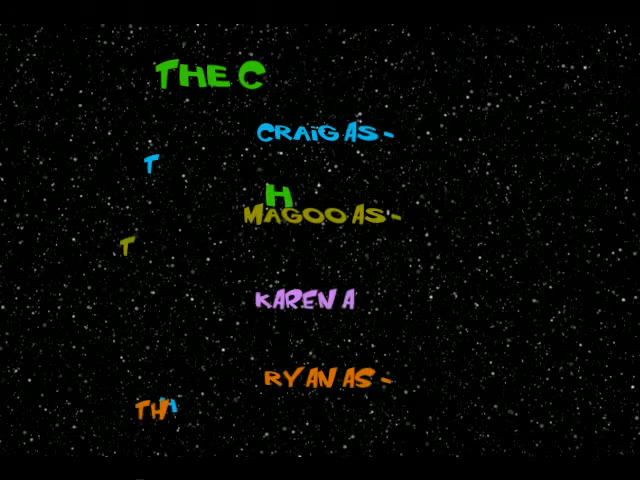 THE C
CRAIG AS -
T
H
MAGOO AS -
T
KAREN A
RYAN AS -
TH H